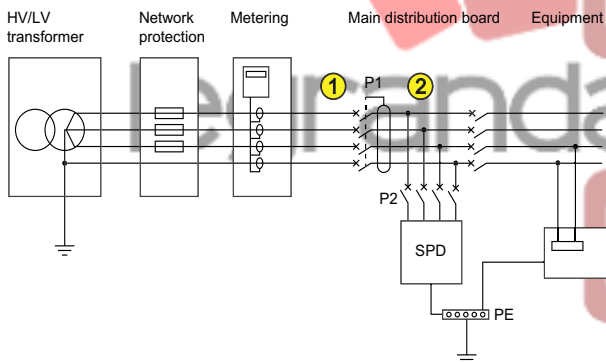 HV/LV
transformer
Network
protection
Metering
Main distribution board
Equipment
1
P1
2
P2
SPD
PE
legrand